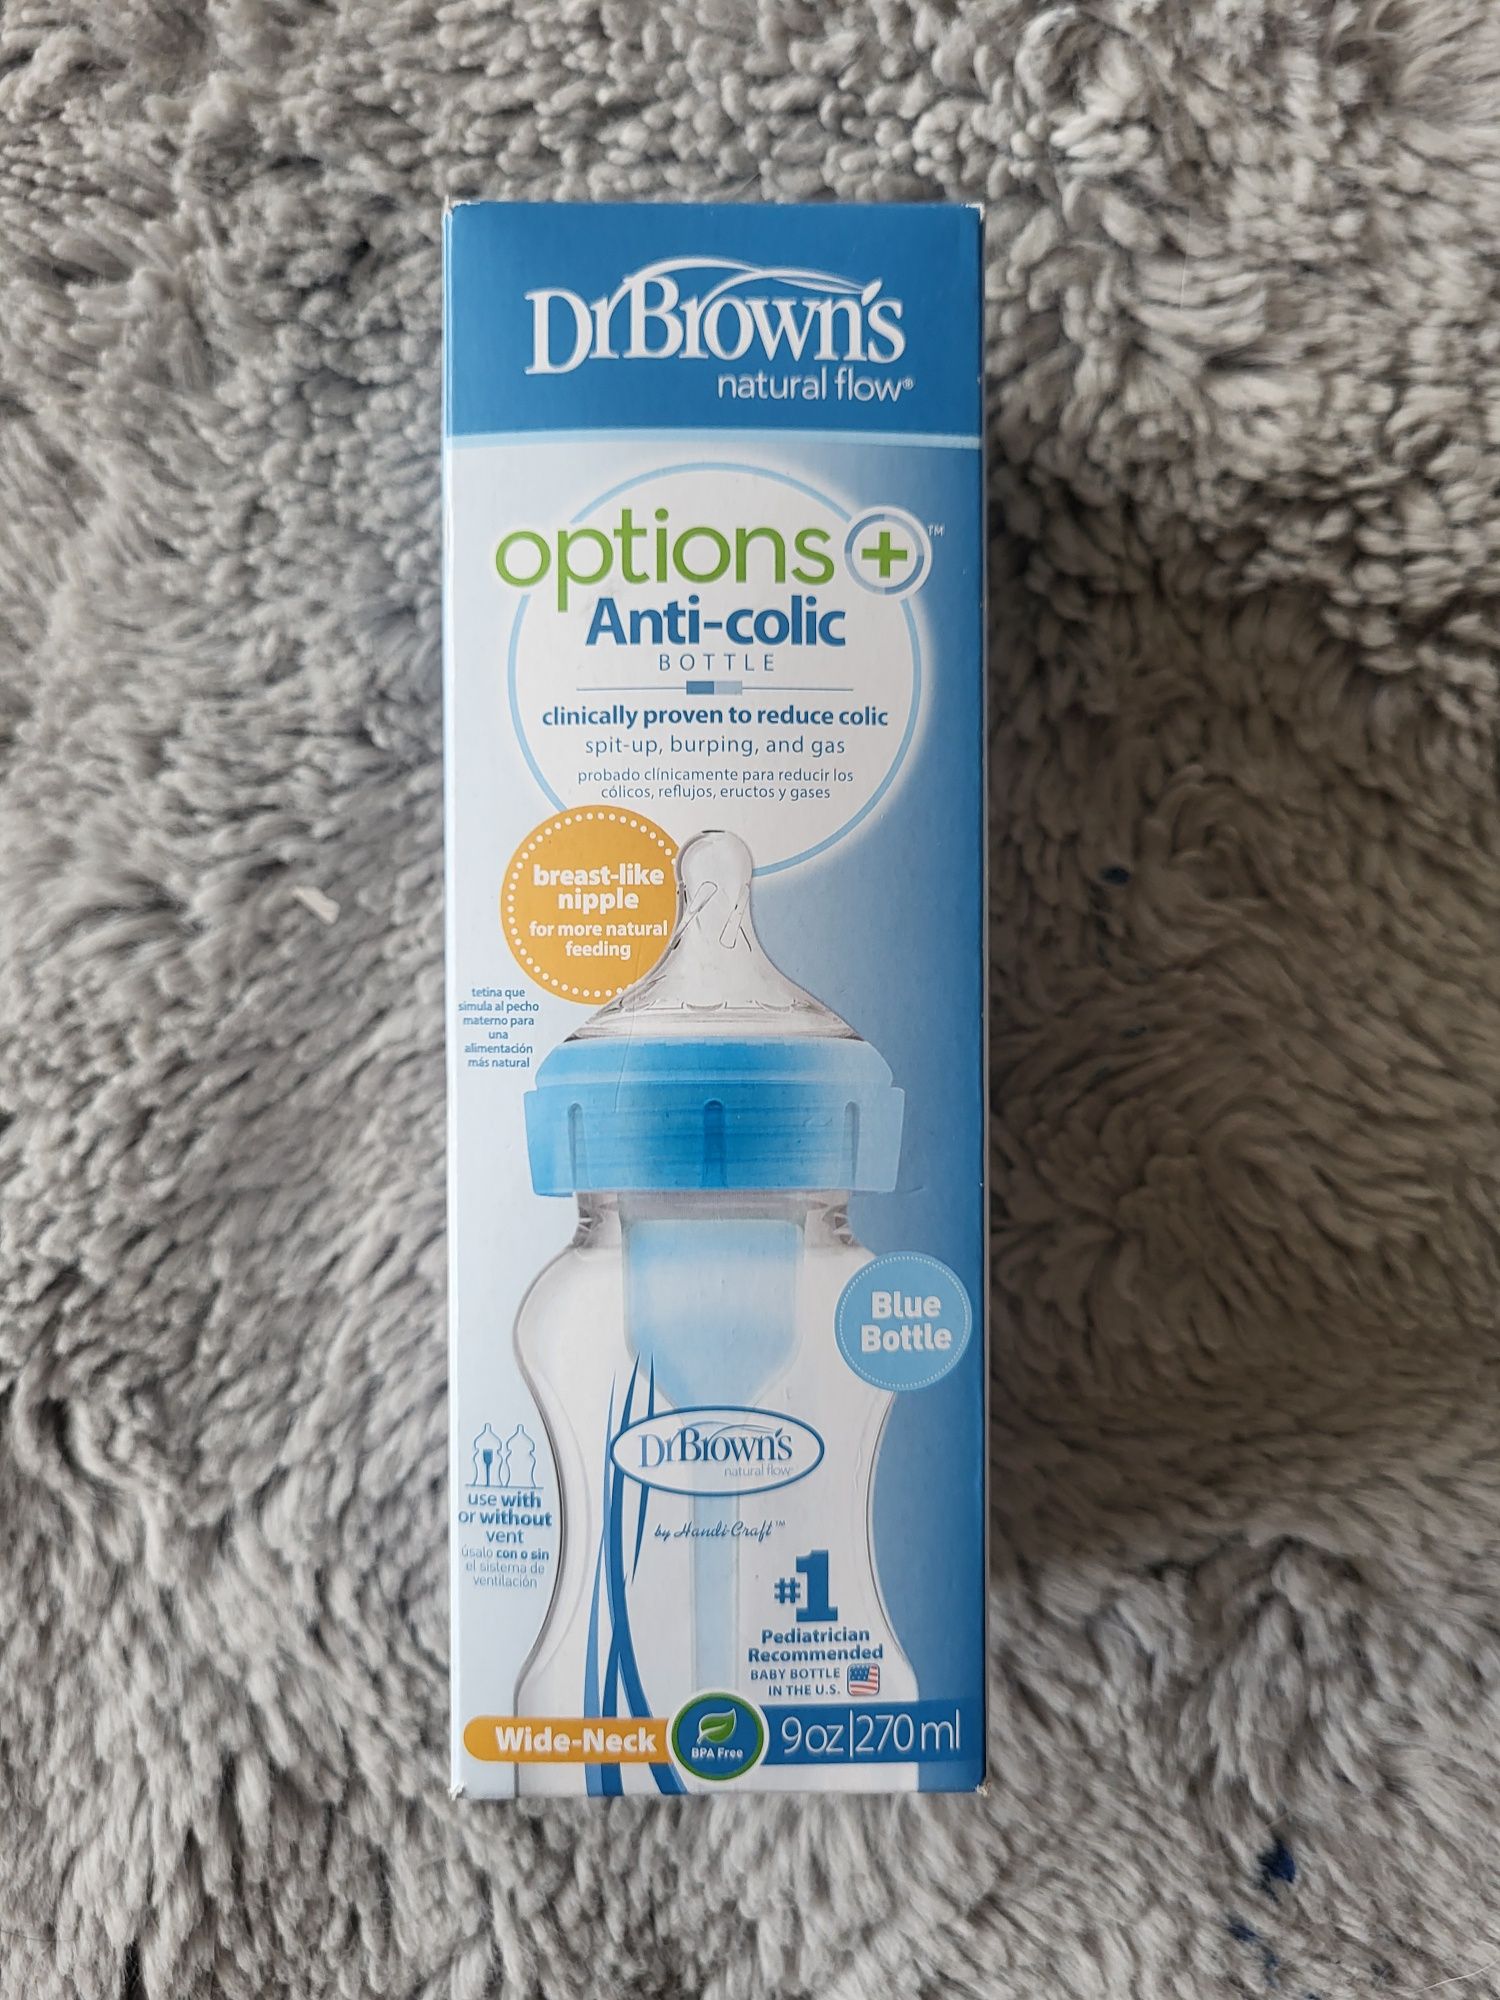 DrBrown's
natural flow®
options+™
Anti-colic
BOTTLE
clinically proven to reduce colic
spit-up, burping, and gas
probado clínicamente para reducir los
cólicos, reflujos, eructos y gases
breast-like
nipple
for more natural
feeding
tetina que
simula al pecho
materno para
una
alimentación
más natural
Blue
Bottle
DrBrown's
natural flow
by Handi-Craft™
use with
or without
vent
úsalo con o sin
el sistema de
ventilación
#1
Pediatrician
Recommended
BABY BOTTLE
IN THE U.S.
Wide-Neck
BPA Free
9oz|270ml